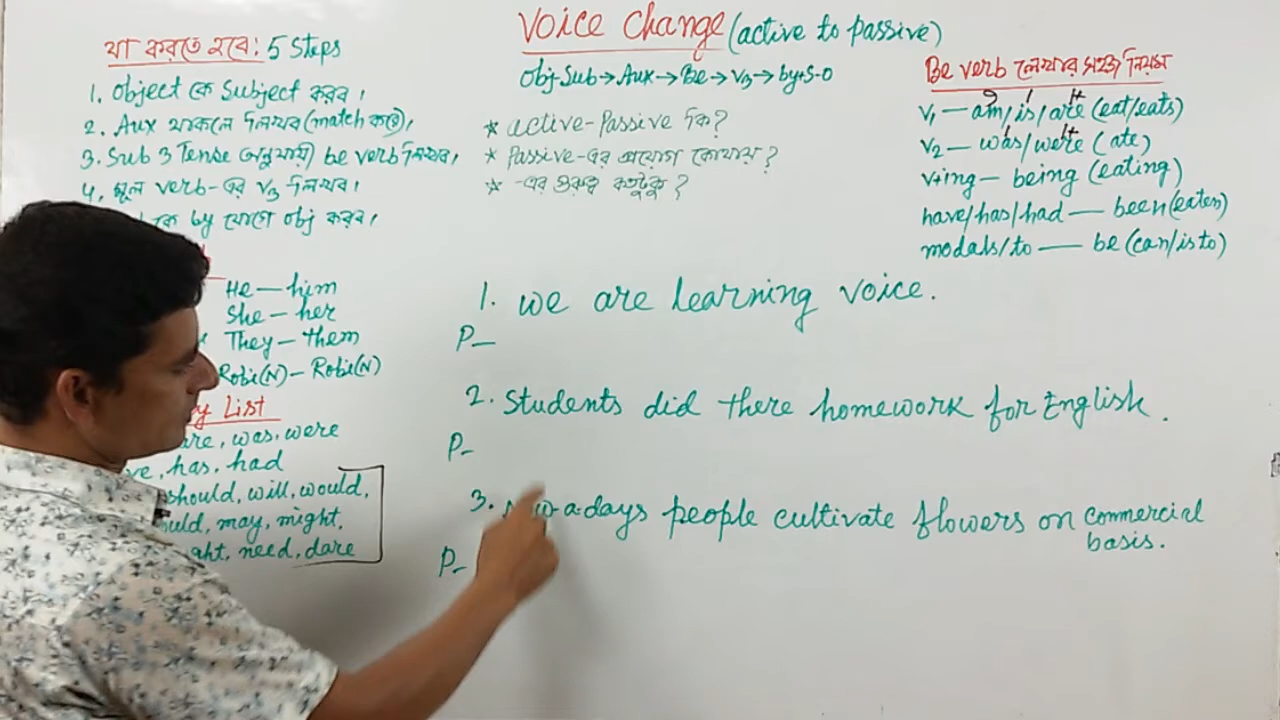 Voice Change (active to passive)
Obj-Sub→Aux→Be→V3→by+S-O
* active-Passive কি?
* Passive-এর প্রয়োগ কোথায়?
* -এর গুরুত্ব কতটুকু?
যা করতে হবে: 5 Steps
1. Object কে Subject করব।
2. Aux থাকলে লিখব (match করে)।
3. Sub ও Tense অনুযায়ী be verb লিখব।
4. মূল verb-এর V3 লিখব।
কে by যোগে obj করব।
He — him
She — her
They — them
Robi(N) — Robi(N)
List
are, was, were
has, had
should, will, would,
may, might,
need, dare
Be verb লেখার সহজ নিয়ম
V1 — am/is/are (eat/eats)
V2 — was/were (ate)
V+ing — being (eating)
have/has/had — been (eaten)
modals/to — be (can/is to)
1. We are learning voice.
P—
2. Students did there homework for English.
P-
3. Now-a-days people cultivate flowers on commercial
basis.
P-